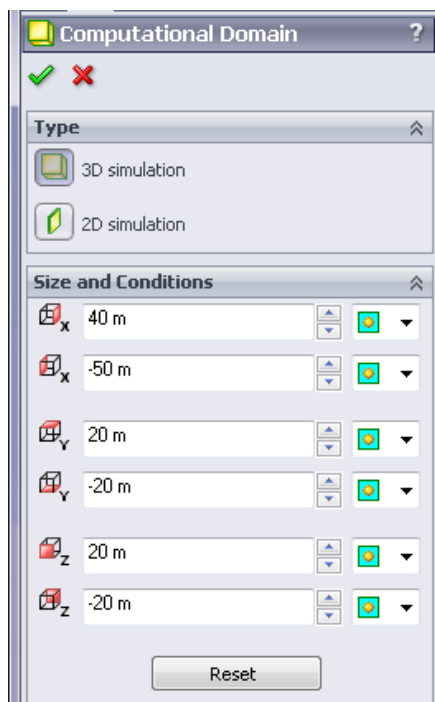 Computational Domain ?
Type
3D simulation
2D simulation
Size and Conditions
X 40 m
X -50 m
Y 20 m
Y -20 m
Z 20 m
Z -20 m
Reset